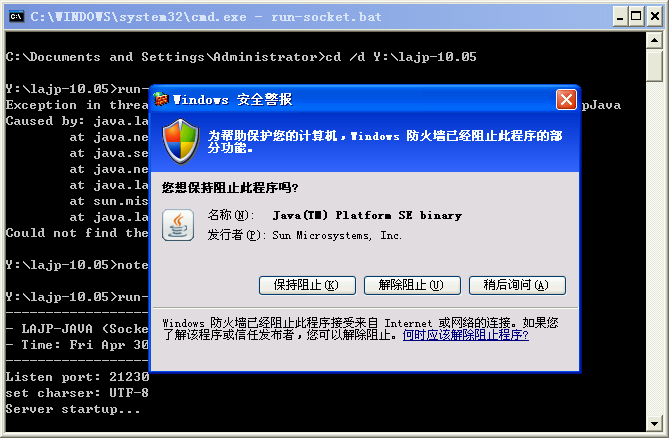 C:\WINDOWS\system32\cmd.exe - run-socket.bat
C:\Documents and Settings\Administrator>cd /d Y:\lajp-10.05
Y:\lajp-10.05>run-
Exception in threa
pJava
Caused by: java.la
at java.ne
at java.se
at java.ne
at java.la
at sun.mis
at java.la
Could not find the
Y:\lajp-10.05>note
Y:\lajp-10.05>run-
- LAJP-JAVA (Socke
- Time: Fri Apr 30
Listen port: 21230
set charser: UTF-8
Server startup...
Windows 安全警报
为帮助保护您的计算机，Windows 防火墙已经阻止此程序的部
分功能。
您想保持阻止此程序吗?
名称(N): Java(TM) Platform SE binary
发行者(P): Sun Microsystems, Inc.
保持阻止(K) 解除阻止(U) 稍后询问(A)
Windows 防火墙已经阻止此程序接受来自 Internet 或网络的连接。如果您
了解该程序或信任发布者，您可以解除阻止。何时应该解除阻止程序?